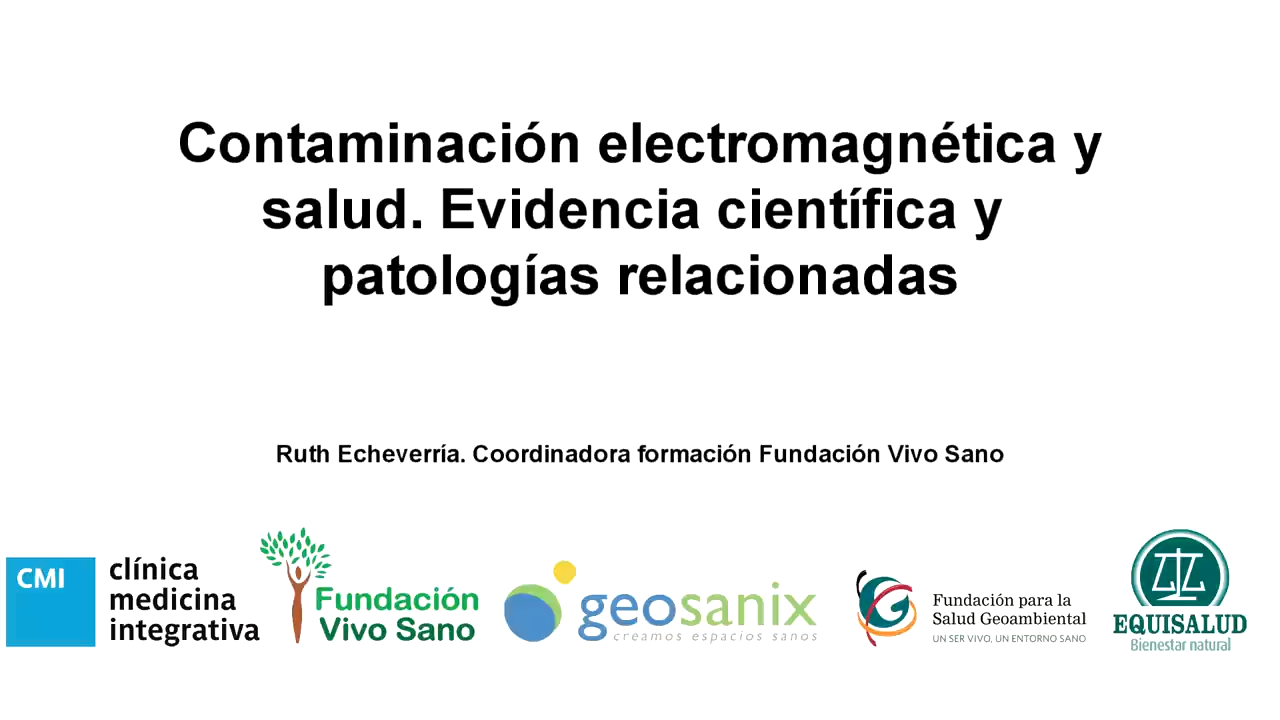 Contaminación electromagnética y
salud. Evidencia científica y
patologías relacionadas
Ruth Echeverría. Coordinadora formación Fundación Vivo Sano
CMI
clínica
medicina
integrativa
Fundación
Vivo Sano
geosanix
creamos espacios sanos
Fundación para la
Salud Geoambiental
UN SER VIVO, UN ENTORNO SANO
EQUISALUD
Bienestar natural